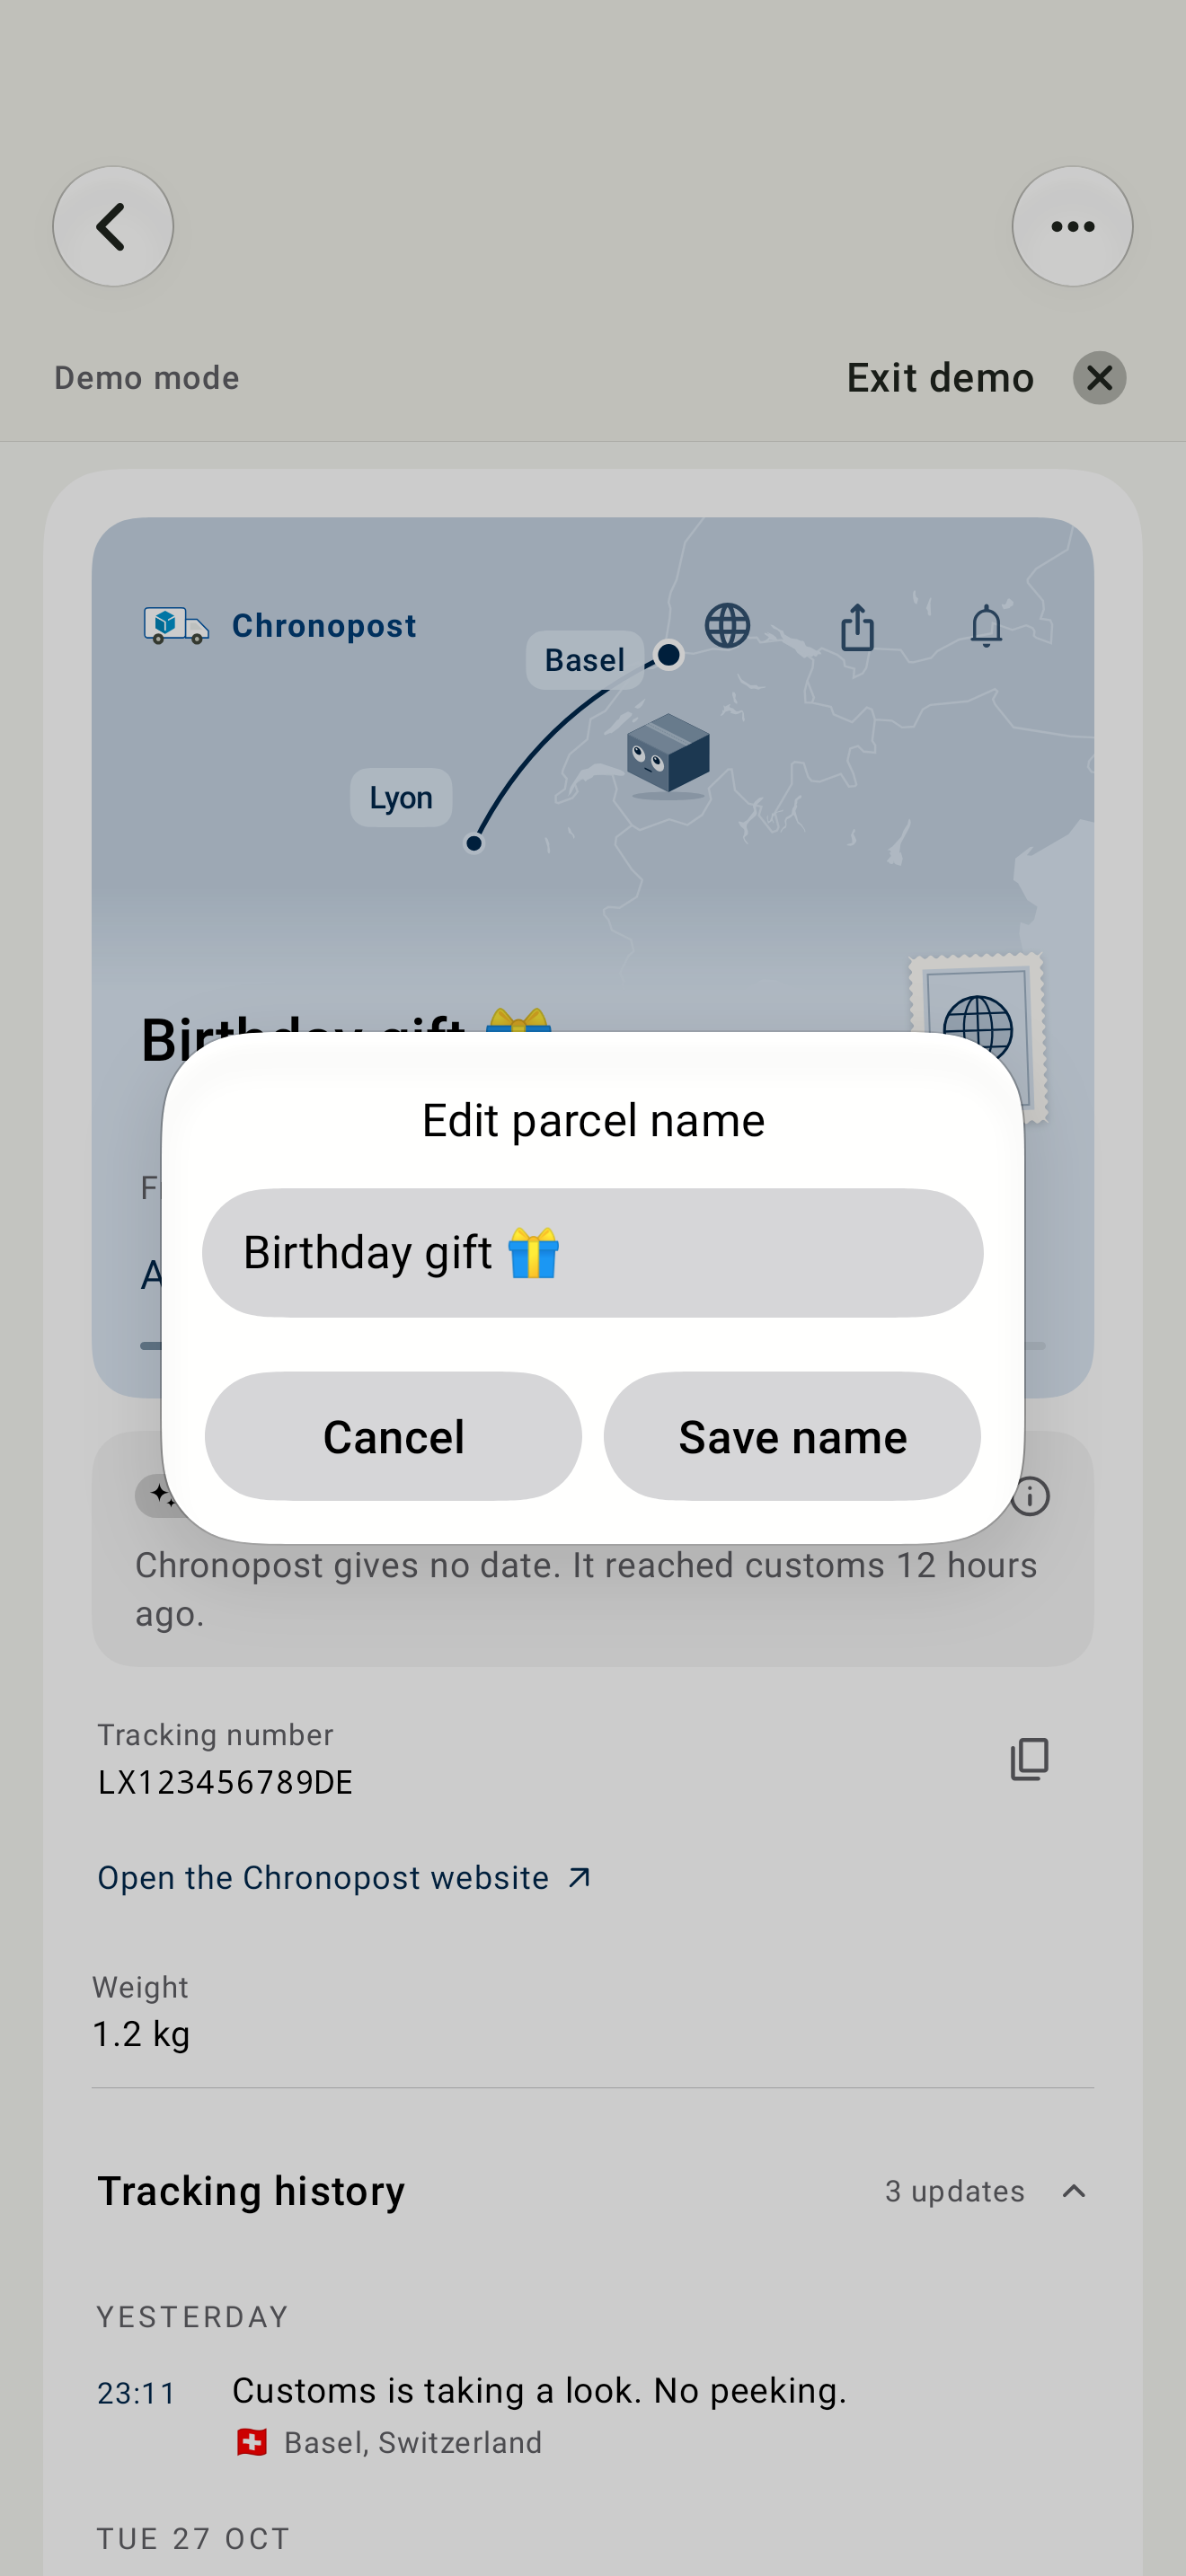 Demo mode
Exit demo
Chronopost
Basel
Lyon
Birthday gift 🎁
Edit parcel name
Birthday gift 🎁
Cancel
Save name
Chronopost gives no date. It reached customs 12 hours
ago.
Tracking number
LX123456789DE
Open the Chronopost website
Weight
1.2 kg
Tracking history
3 updates
YESTERDAY
23:11
Customs is taking a look. No peeking.
Basel, Switzerland
TUE 27 OCT